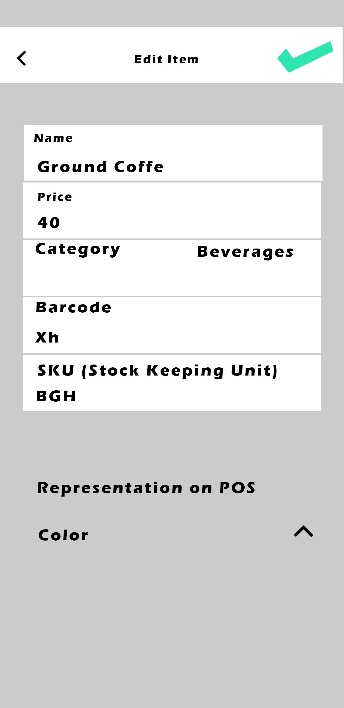 Edit Item
Name
Ground Coffe
Price
40
Category Beverages
Barcode
Xh
SKU (Stock Keeping Unit)
BGH
Representation on POS
Color